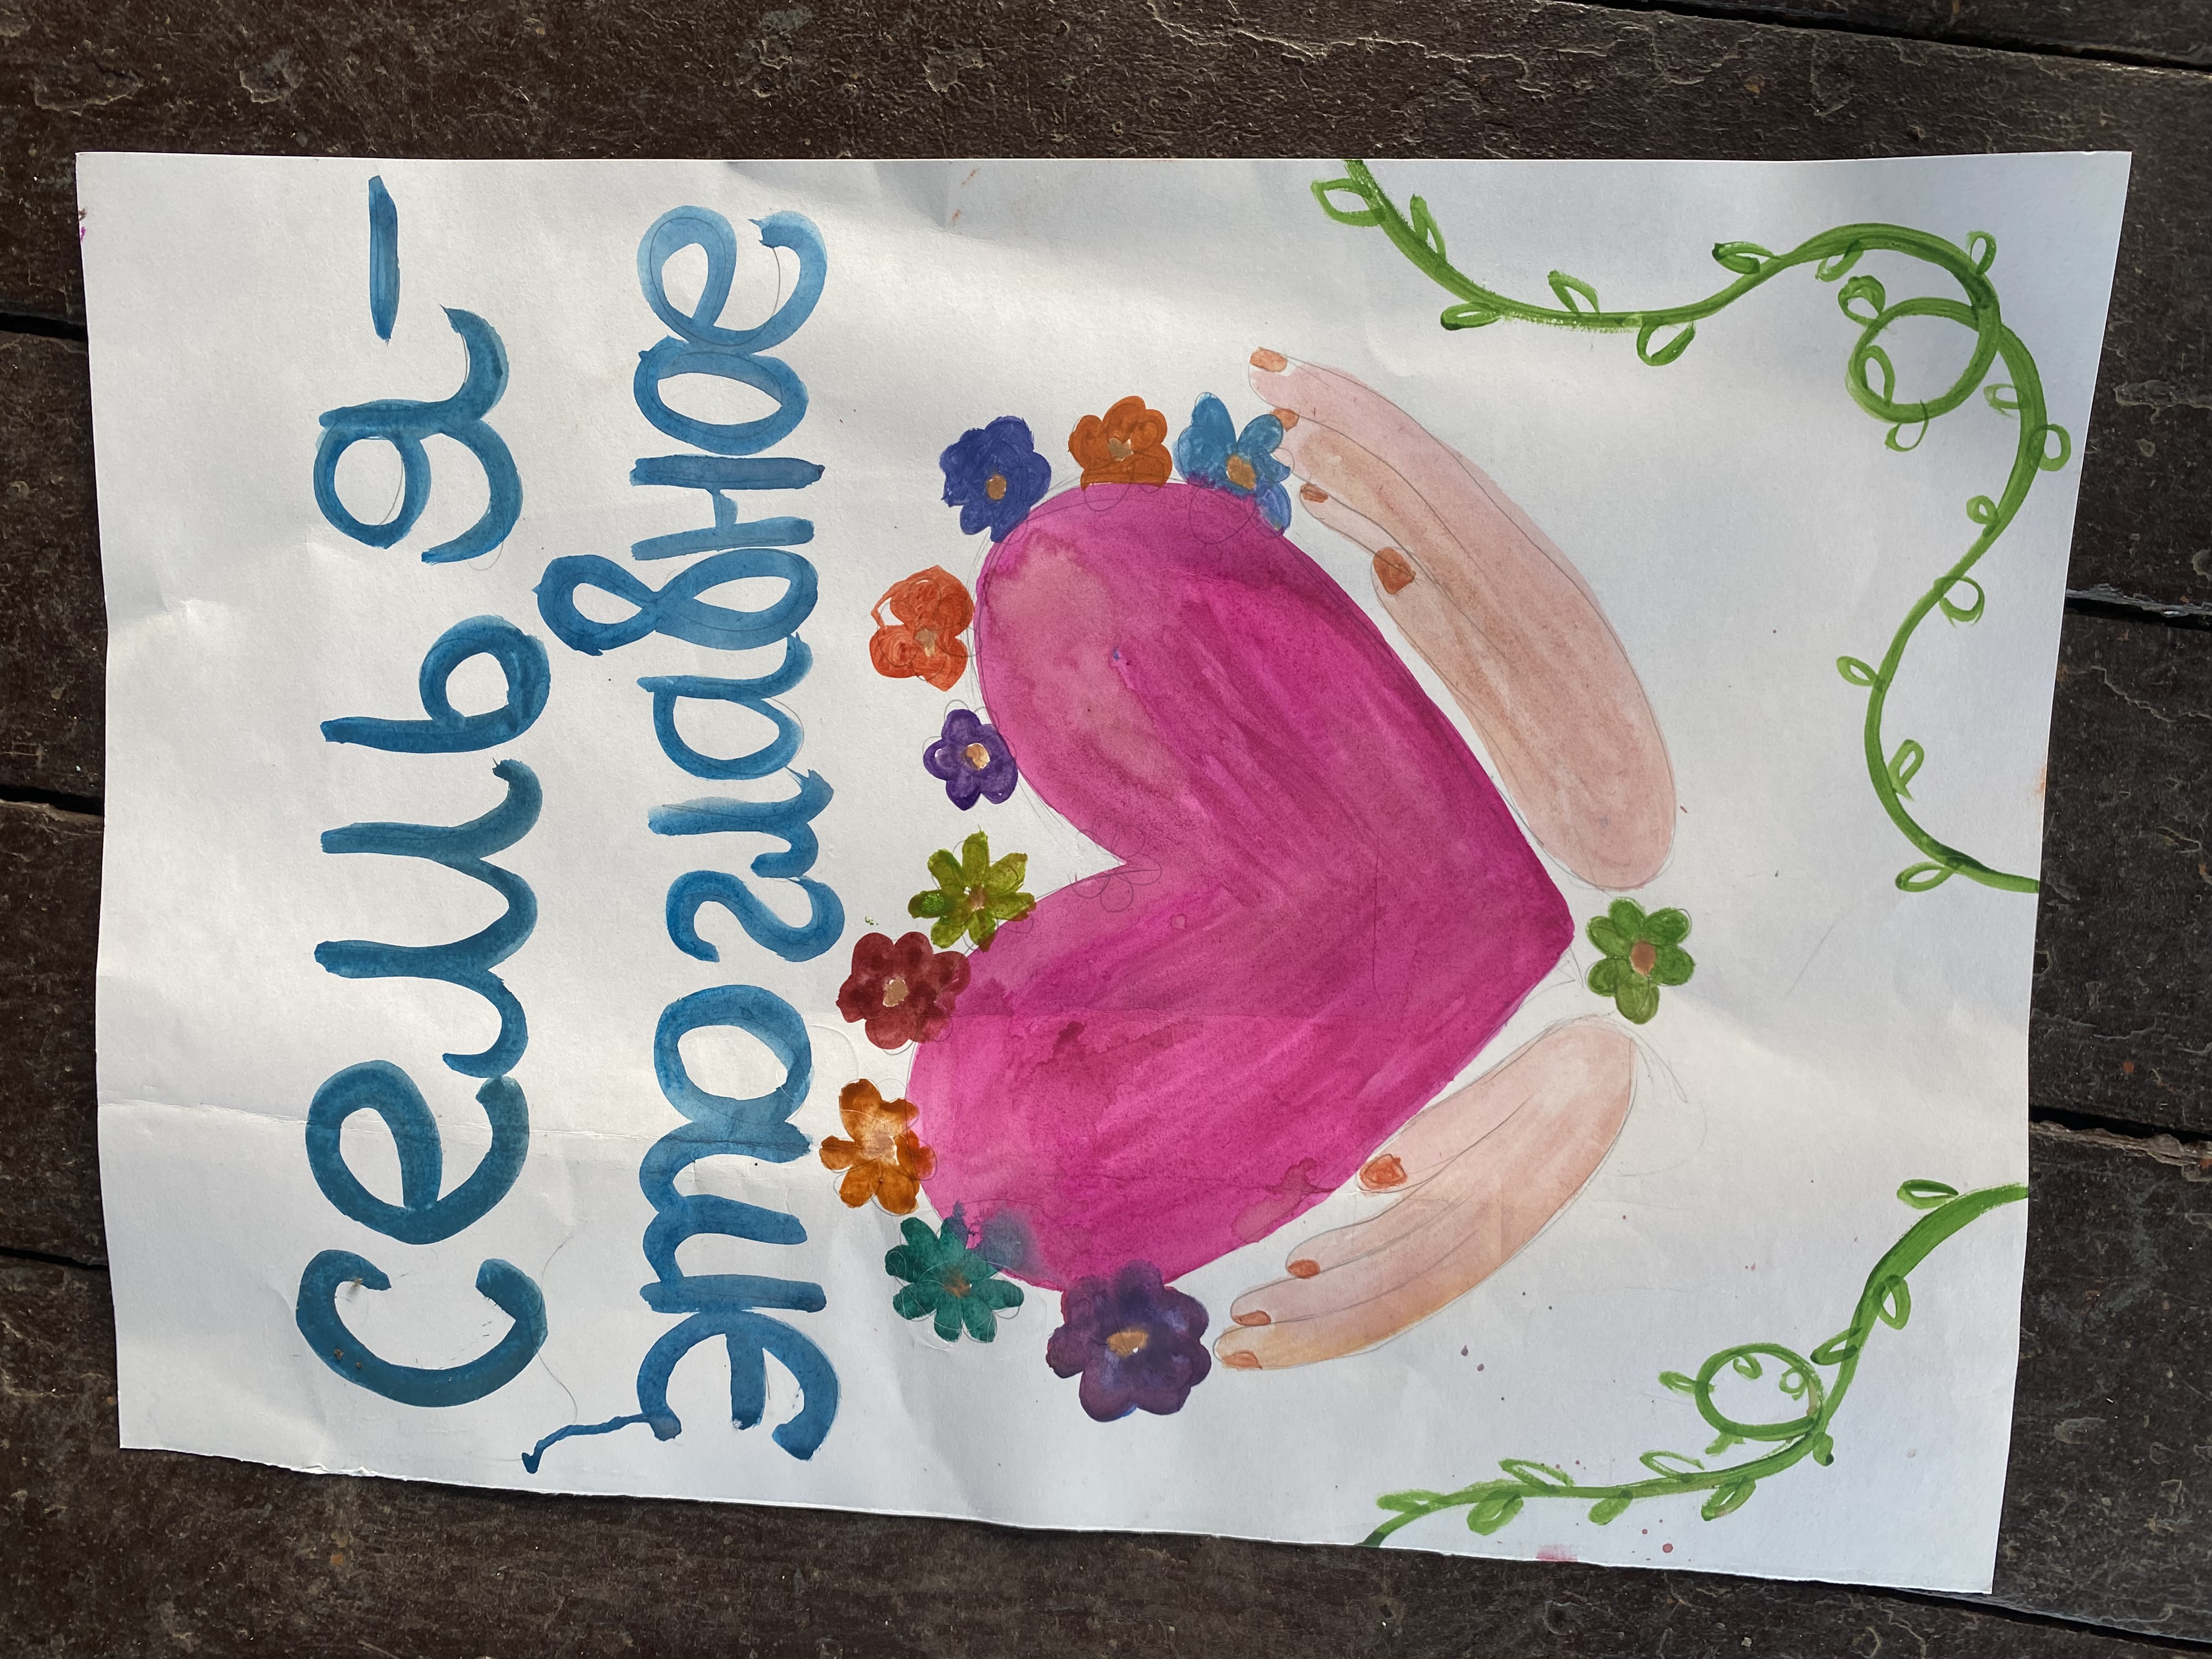 семья -
это главное